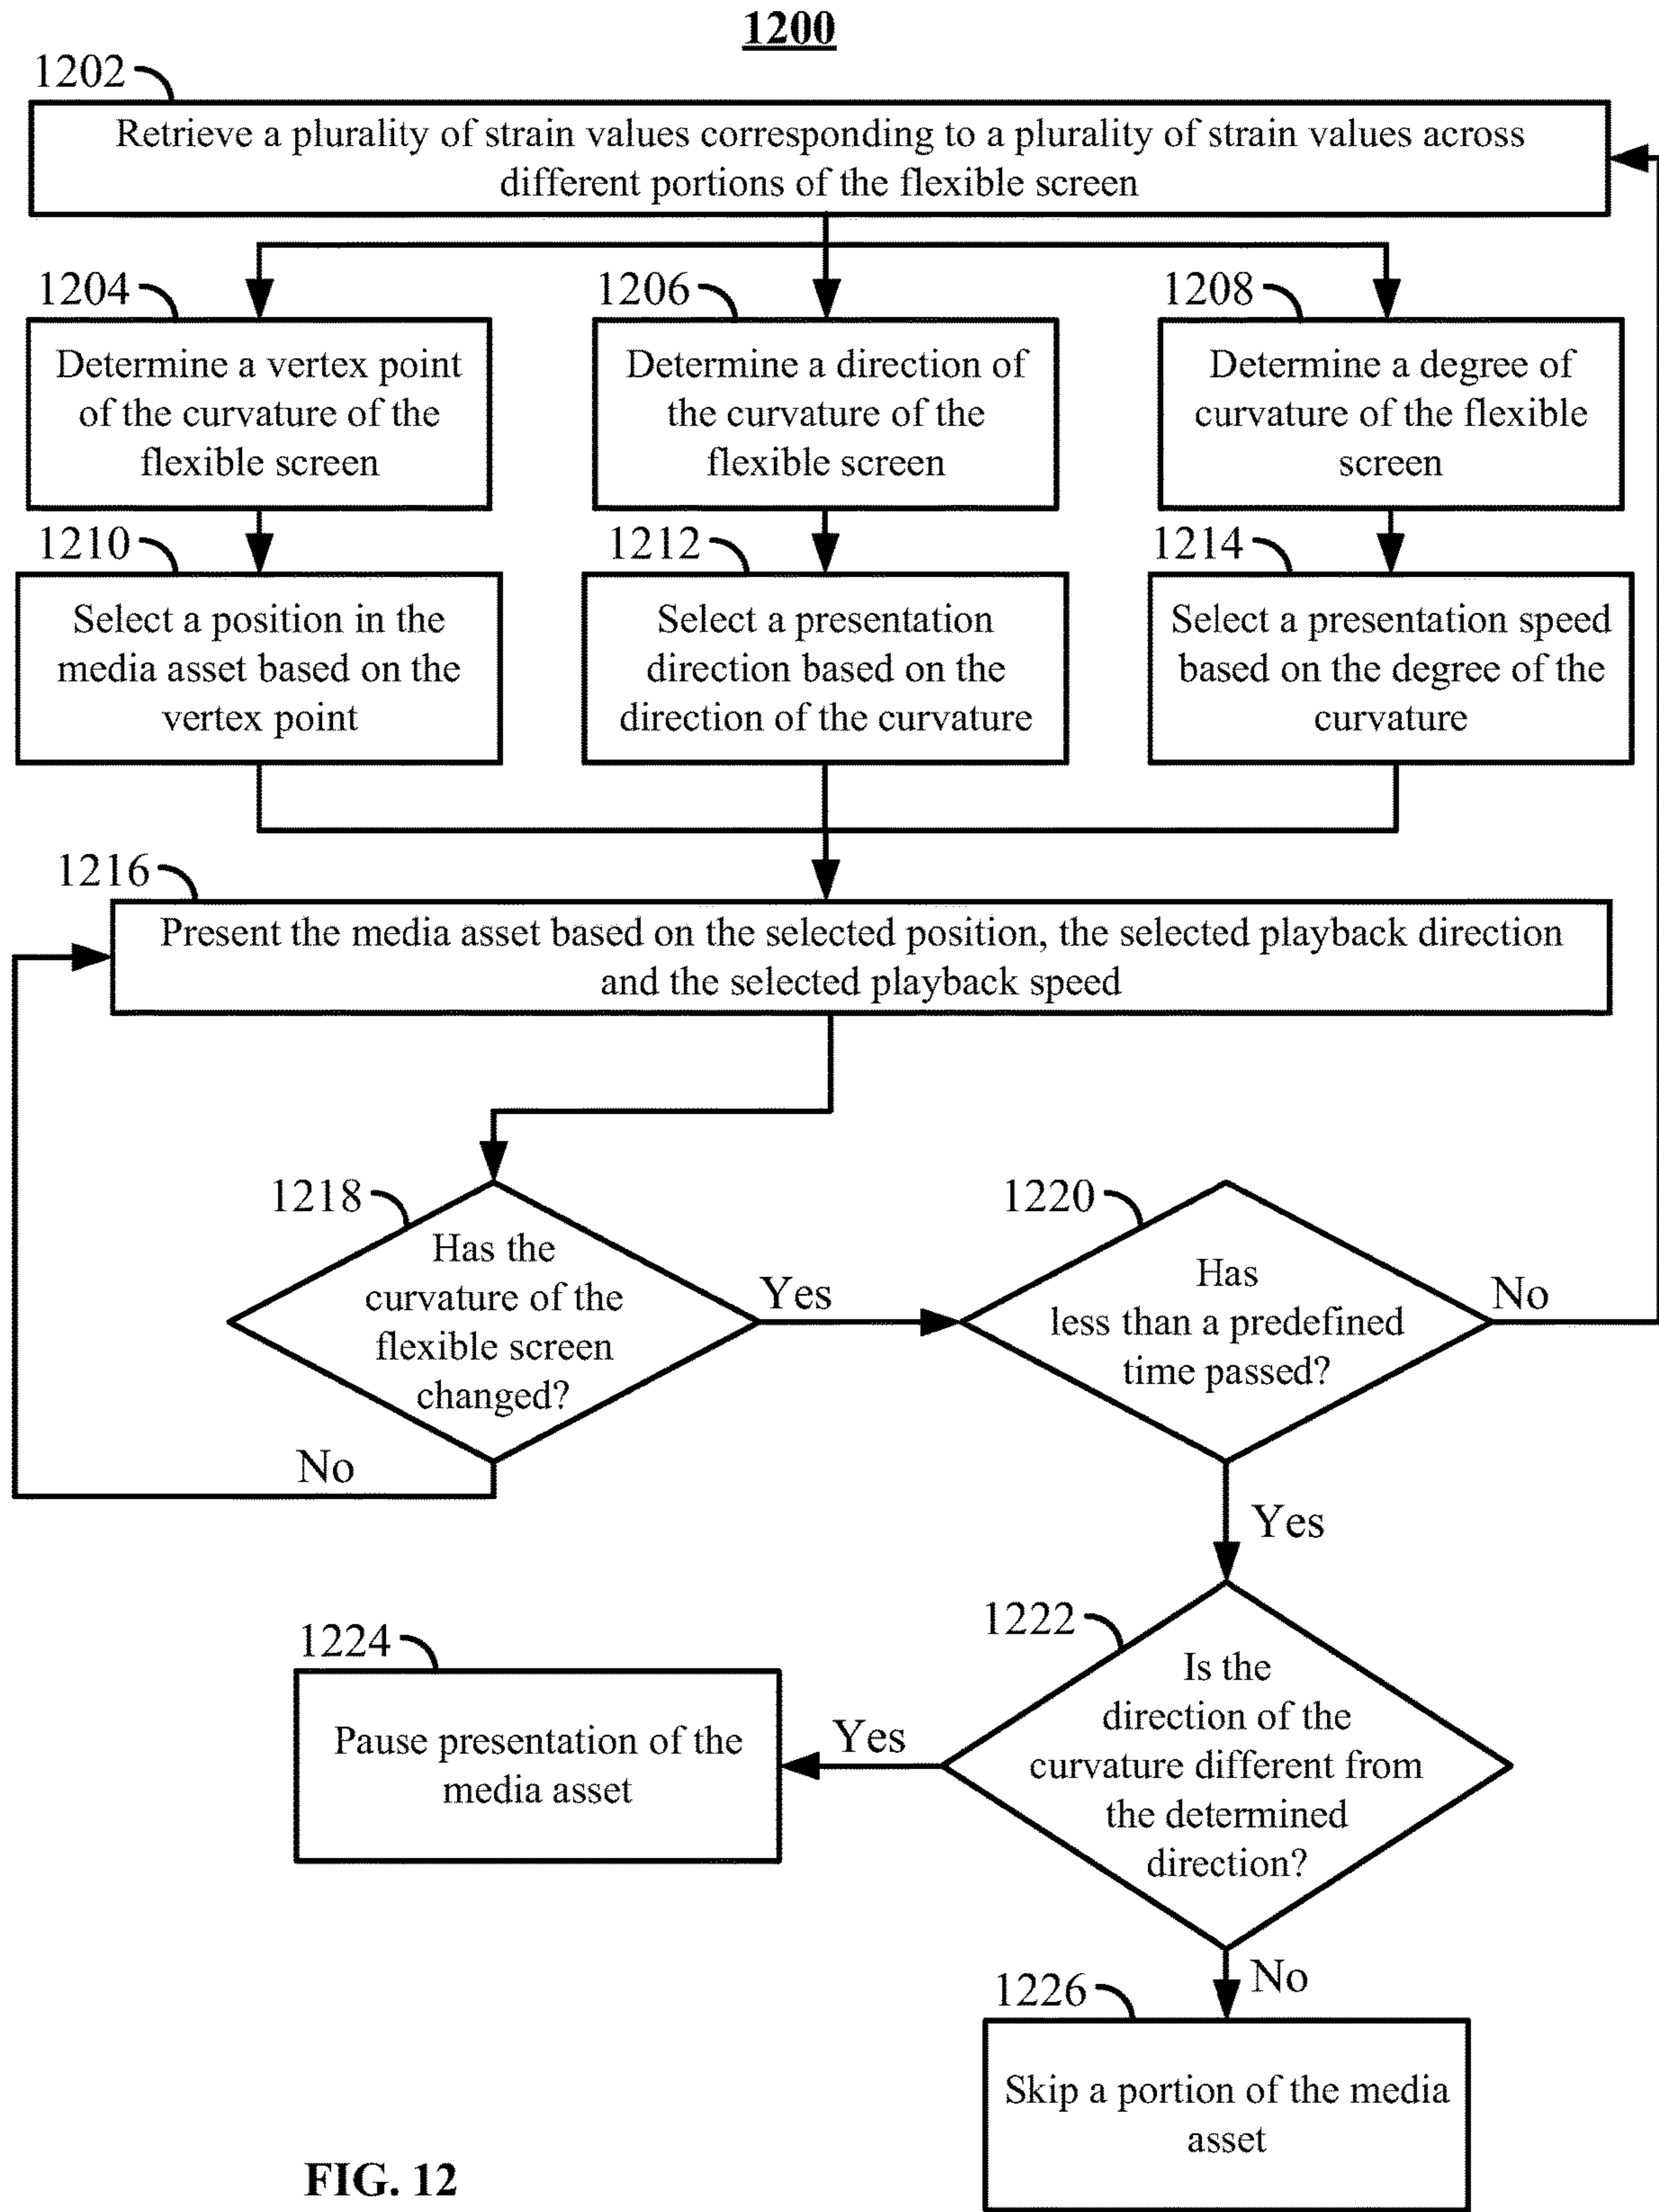 1200
1202
Retrieve a plurality of strain values corresponding to a plurality of strain values across
different portions of the flexible screen
1204
Determine a vertex point
of the curvature of the
flexible screen
1206
Determine a direction of
the curvature of the
flexible screen
1208
Determine a degree of
curvature of the flexible
screen
1210
Select a position in the
media asset based on the
vertex point
1212
Select a presentation
direction based on the
direction of the curvature
1214
Select a presentation speed
based on the degree of the
curvature
1216
Present the media asset based on the selected position, the selected playback direction
and the selected playback speed
1218
Has the
curvature of the
flexible screen
changed?
Yes
No
1220
Has
less than a predefined
time passed?
No
Yes
1222
Is the
direction of the
curvature different from
the determined
direction?
Yes
1224
Pause presentation of the
media asset
No
1226
Skip a portion of the media
asset
FIG. 12